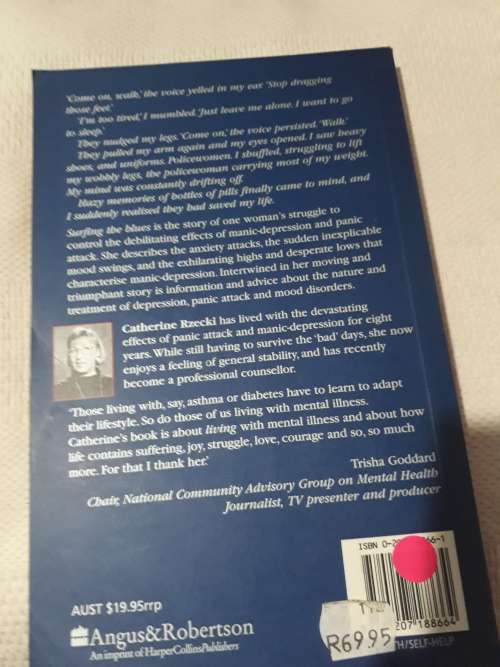 'Come on, walk,' the voice yelled in my ear. 'Stop dragging
those feet.'
'I'm too tired,' I mumbled. 'Just leave me alone. I want to go
to sleep.'
They nudged my legs. 'Come on,' the voice persisted. 'Walk.'
They pulled my arm again and my eyes opened. I saw heavy
shoes, and uniforms. Policewomen. I shuffled, struggling to lift
my wobbly legs, the policewoman carrying most of my weight.
My mind was constantly drifting off.
Hazy memories of bottles of pills finally came to mind, and
I suddenly realised they had saved my life.
Surfing the blues is the story of one woman's struggle to
control the debilitating effects of manic-depression and panic
attack. She describes the anxiety attacks, the sudden inexplicable
mood swings, and the exhilarating highs and desperate lows that
characterise manic-depression. Intertwined in her moving and
triumphant story is information and advice about the nature and
treatment of depression, panic attack and mood disorders.
Catherine Rzecki has lived with the devastating
effects of panic attack and manic-depression for eight
years. While still having to survive the 'bad' days, she now
enjoys a feeling of general stability, and has recently
become a professional counsellor.
'Those living with, say, asthma or diabetes have to learn to adapt
their lifestyle. So do those of us living with mental illness.
Catherine's book is about living with mental illness and about how
life contains suffering, joy, struggle, love, courage and so, so much
more. For that I thank her.'
Trisha Goddard
Chair, National Community Advisory Group on Mental Health
Journalist, TV presenter and producer
ISBN 0-20 66-1
AUST $19.95rrp
Angus&Robertson
An imprint of HarperCollinsPublishers
207 188664
R69.95
TH/SELF-HELP